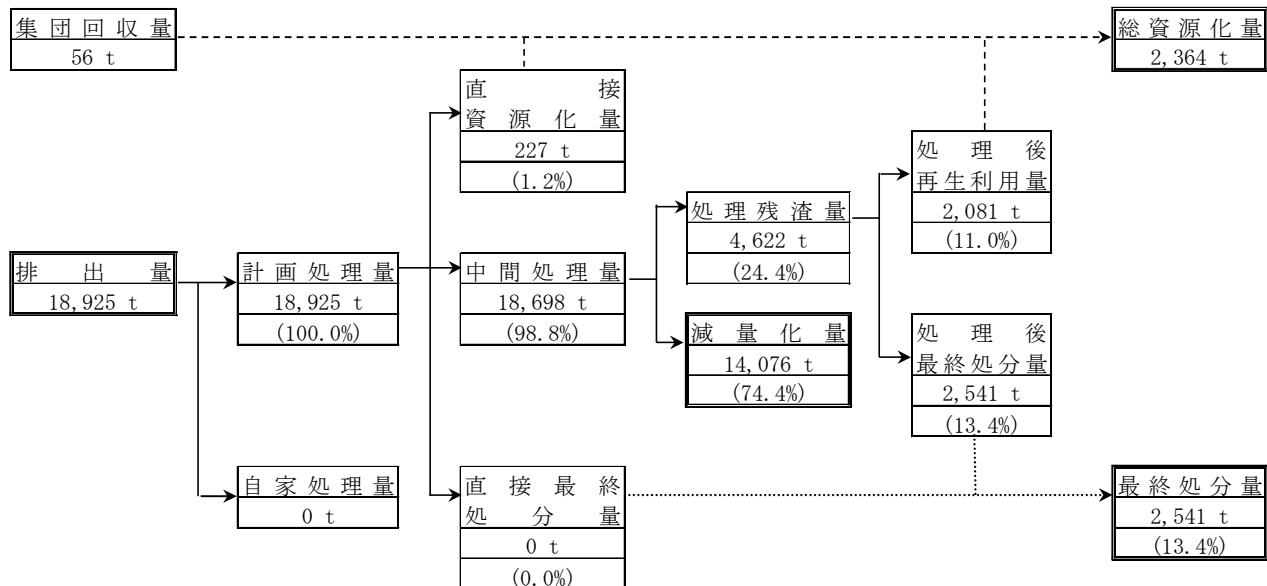 集団回収量
56 t
総資源化量
2,364 t
直接
資源化量
227 t
(1.2%)
処理後
再生利用量
2,081 t
(11.0%)
処理残渣量
4,622 t
(24.4%)
排出量
18,925 t
計画処理量
18,925 t
(100.0%)
中間処理量
18,698 t
(98.8%)
減量化量
14,076 t
(74.4%)
処理後
最終処分量
2,541 t
(13.4%)
自家処理量
0 t
直接最終
処分量
0 t
(0.0%)
最終処分量
2,541 t
(13.4%)